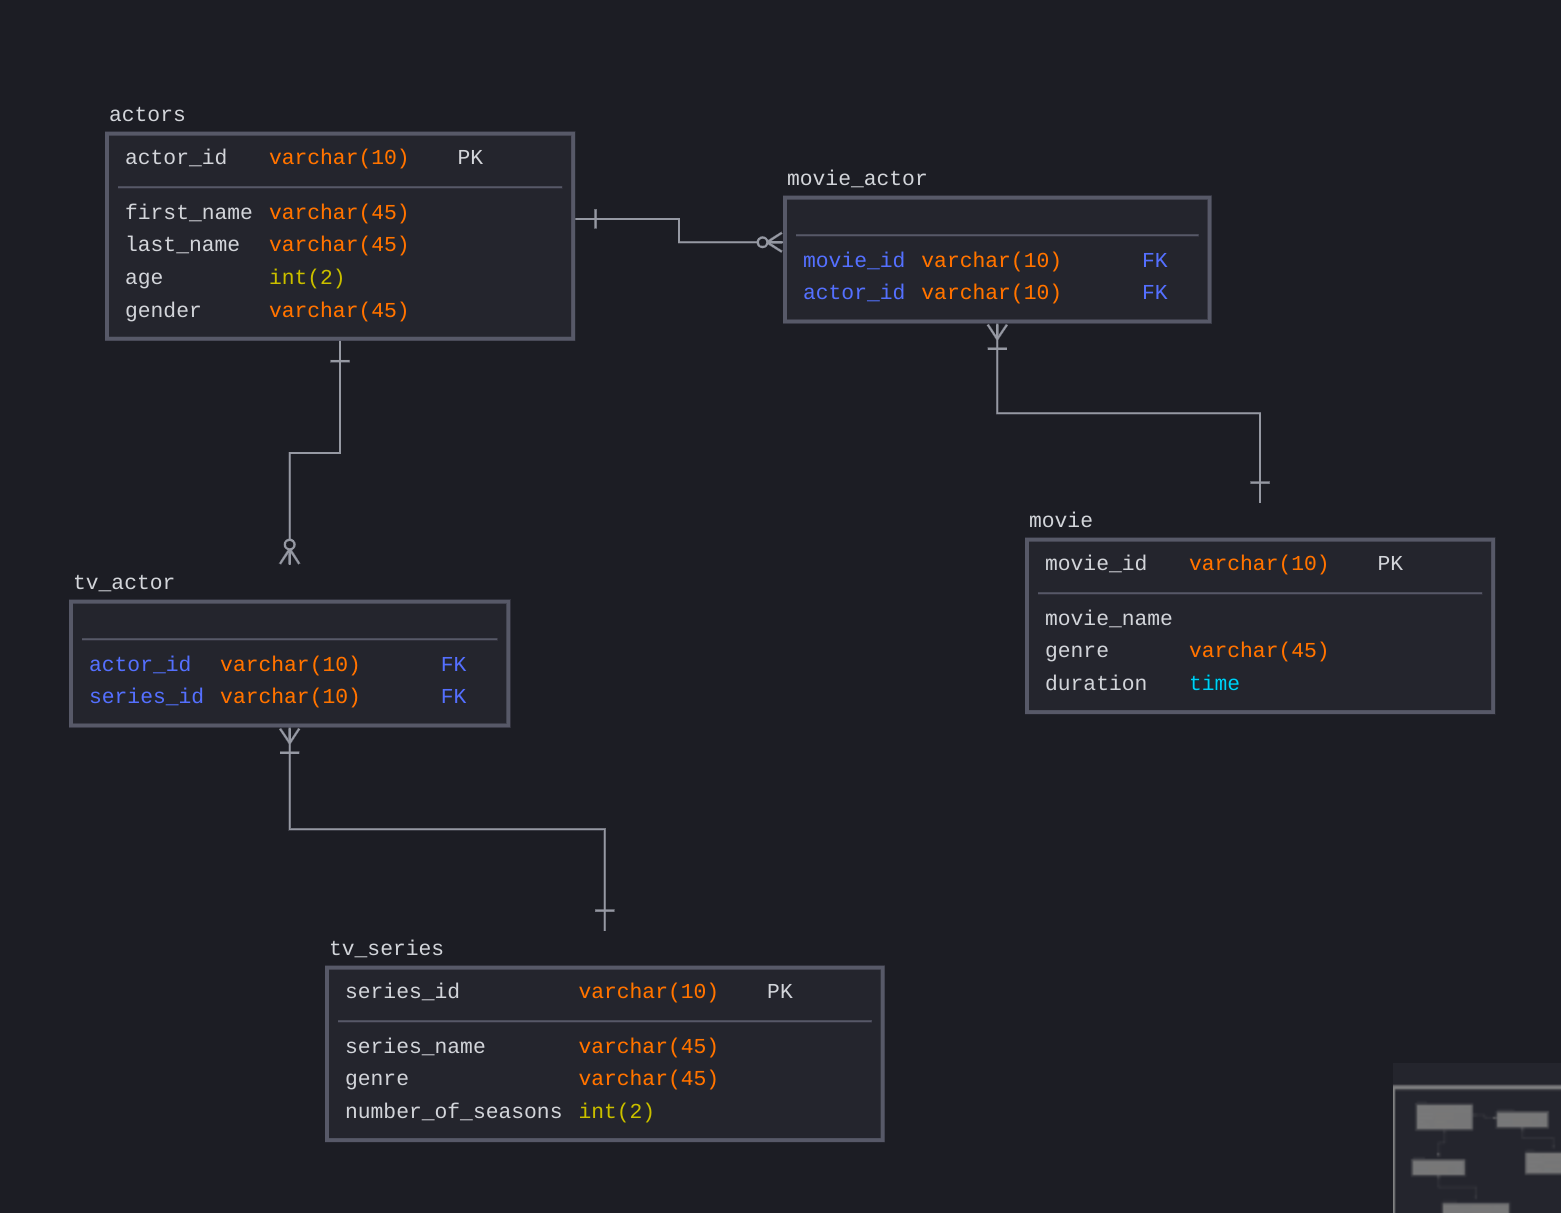 actors
actor_id varchar(10) PK
first_name varchar(45)
last_name varchar(45)
age int(2)
gender varchar(45)
movie_actor
movie_id varchar(10) FK
actor_id varchar(10) FK
tv_actor
actor_id varchar(10) FK
series_id varchar(10) FK
movie
movie_id varchar(10) PK
movie_name
genre varchar(45)
duration time
tv_series
series_id varchar(10) PK
series_name varchar(45)
genre varchar(45)
number_of_seasons int(2)